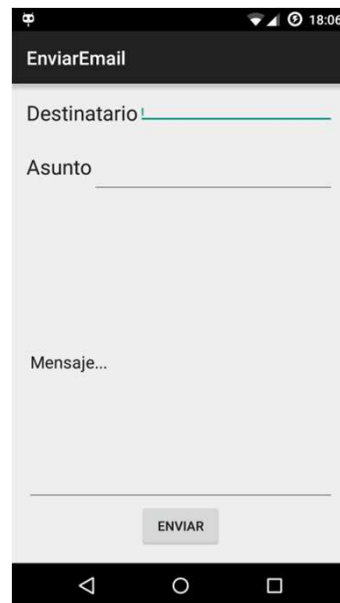 18:06
EnviarEmail
Destinatario
Asunto
Mensaje...
ENVIAR